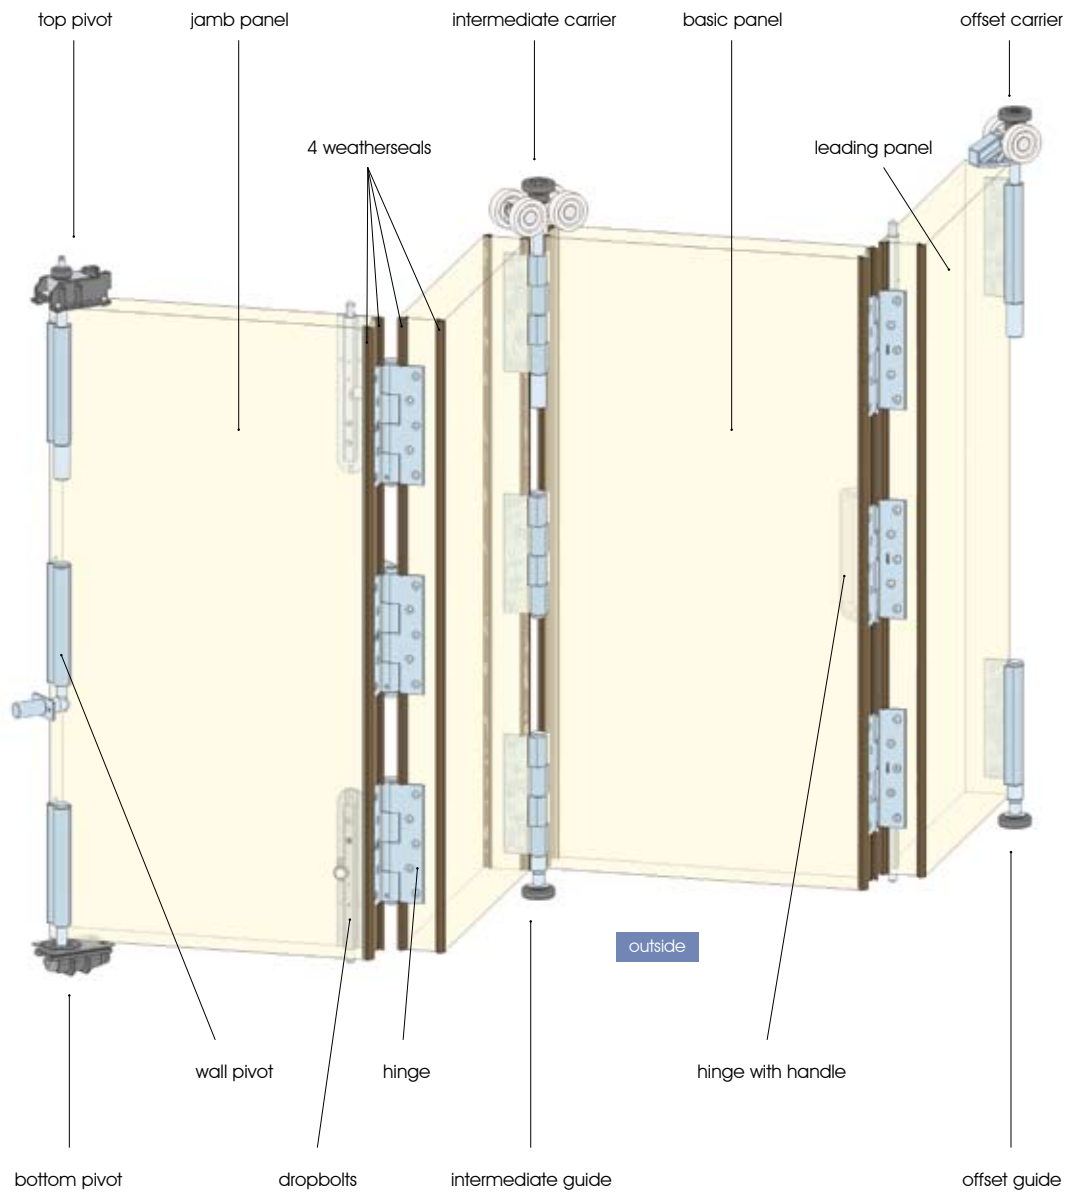 top pivot
jamb panel
intermediate carrier
basic panel
offset carrier
4 weatherseals
leading panel
outside
wall pivot
hinge
hinge with handle
bottom pivot
dropbolts
intermediate guide
offset guide